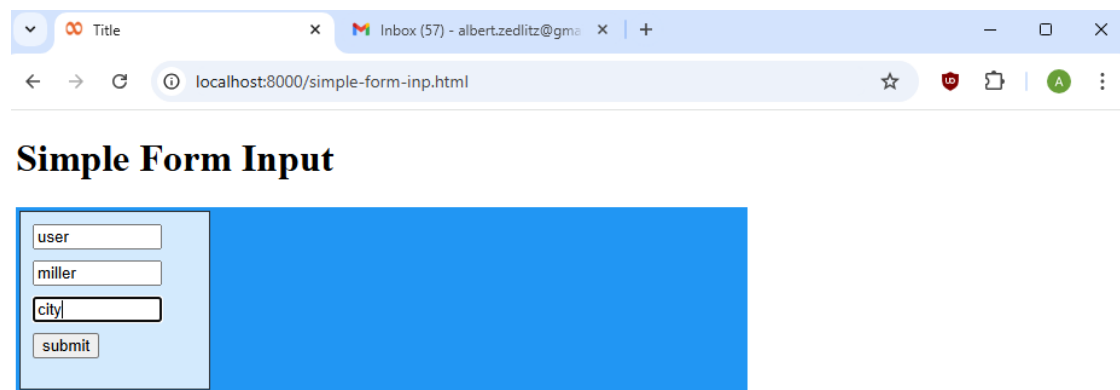 Title
Inbox (57) - albert.zedlitz@gma
localhost:8000/simple-form-inp.html
A
Simple Form Input
user
miller
city
submit